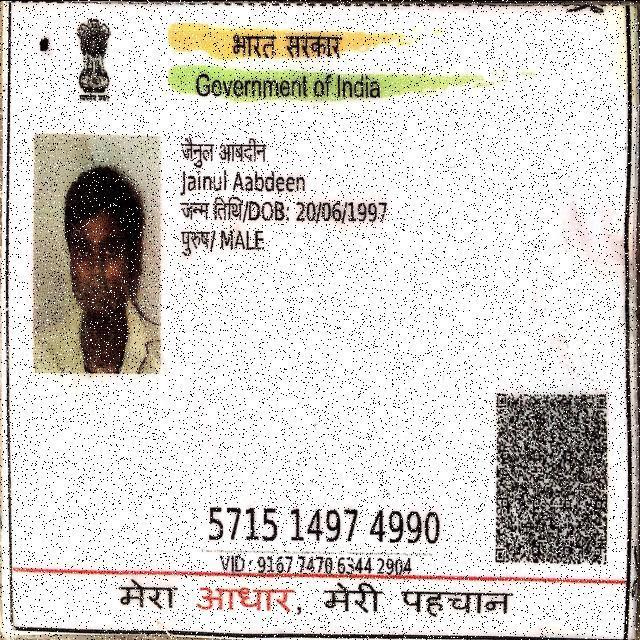 भारत सरकार
Government of India
जैनुल आबदीन
Jainul Aabdeen
जन्म तिथि/DOB: 20/06/1997
पुरुष/ MALE
5715 1497 4990
VID: 9167 7470 6344 2904
मेरा आधार, मेरी पहचान